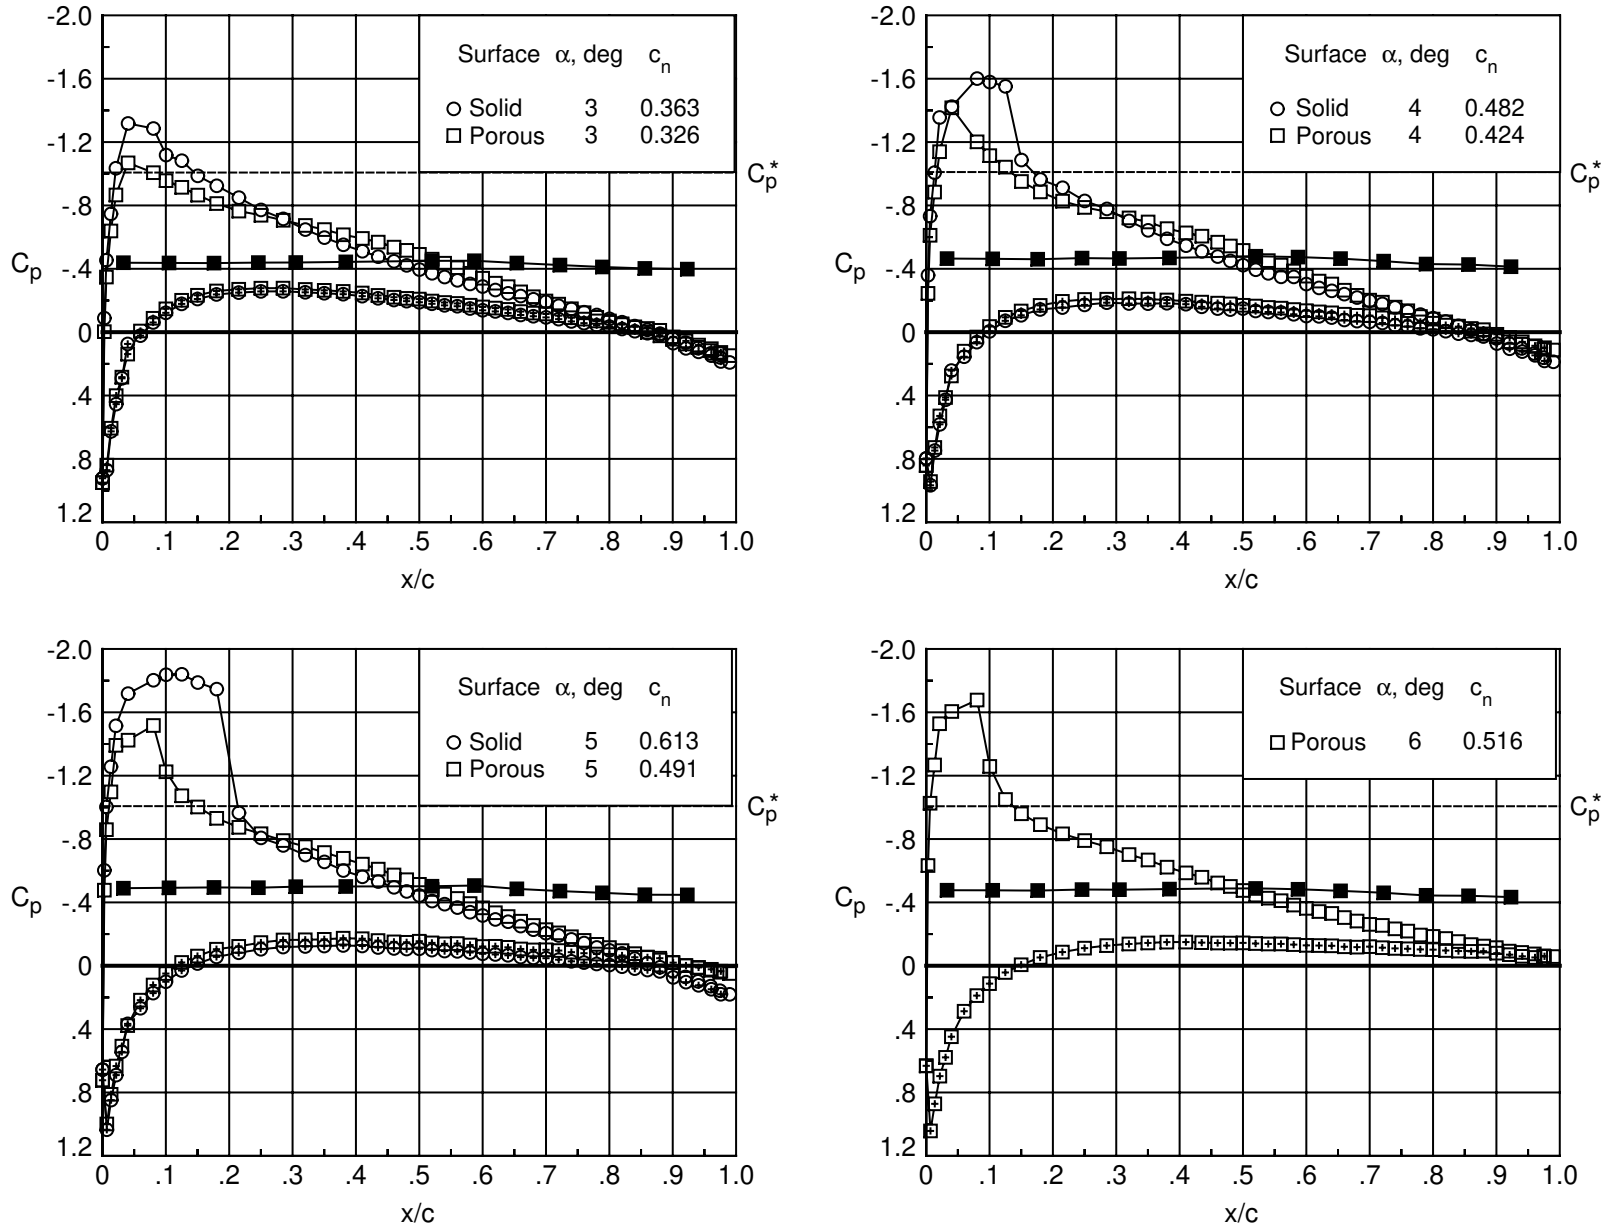 -2.0
-1.6
-1.2
-.8
-.4
0
.4
.8
1.2
Cp
Surface α, deg cn
Solid 3 0.363
Porous 3 0.326
Cp*
0 .1 .2 .3 .4 .5 .6 .7 .8 .9 1.0
x/c
-2.0
-1.6
-1.2
-.8
-.4
0
.4
.8
1.2
Cp
Surface α, deg cn
Solid 4 0.482
Porous 4 0.424
Cp*
0 .1 .2 .3 .4 .5 .6 .7 .8 .9 1.0
x/c
-2.0
-1.6
-1.2
-.8
-.4
0
.4
.8
1.2
Cp
Surface α, deg cn
Solid 5 0.613
Porous 5 0.491
Cp*
0 .1 .2 .3 .4 .5 .6 .7 .8 .9 1.0
x/c
-2.0
-1.6
-1.2
-.8
-.4
0
.4
.8
1.2
Cp
Surface α, deg cn
Porous 6 0.516
Cp*
0 .1 .2 .3 .4 .5 .6 .7 .8 .9 1.0
x/c